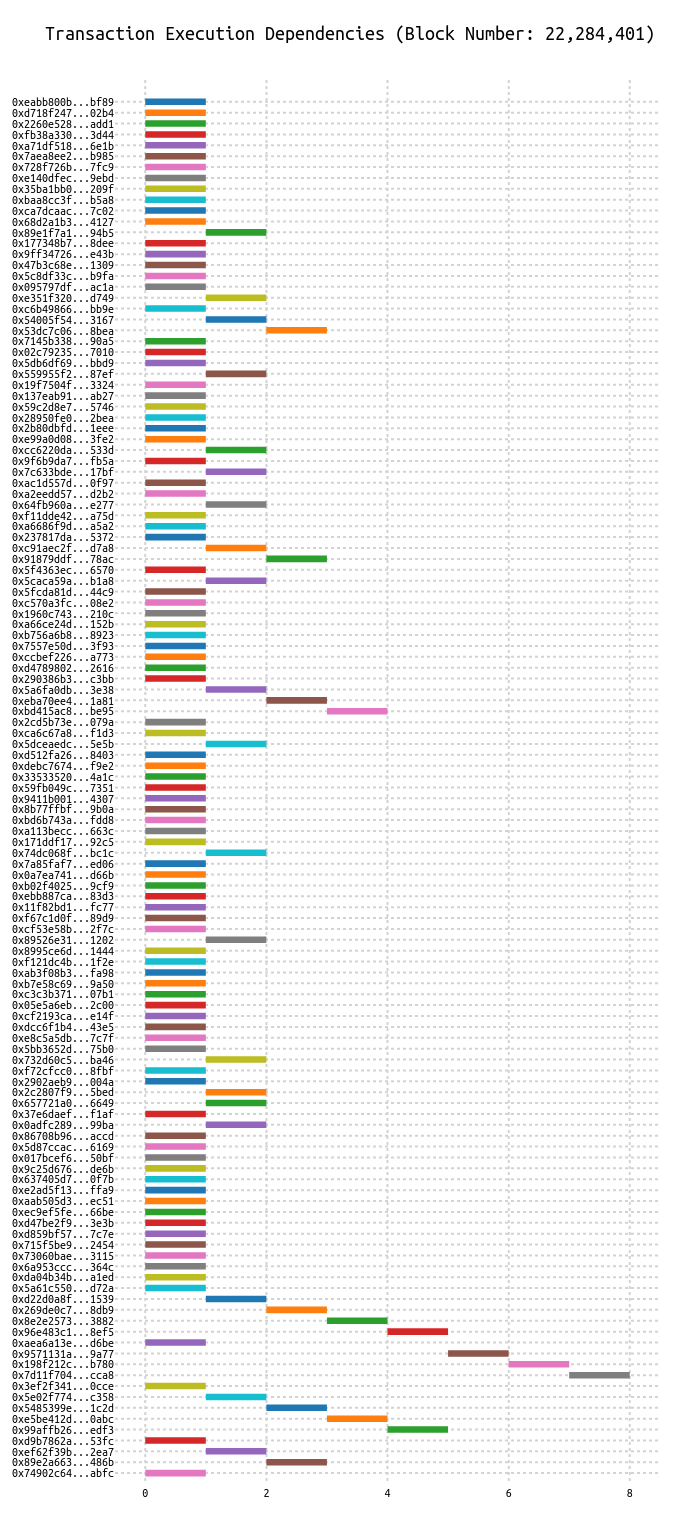 Transaction Execution Dependencies (Block Number: 22,284,401)
0xeabb800b...bf89
0xd718f247...02b4
0x2260e528...add1
0xfb38a330...3d44
0xa71df518...6e1b
0x7aea8ee2...b985
0x728f726b...7fc9
0xe140dfec...9ebd
0x35ba1bb0...209f
0xbaa8cc3f...b5a8
0xca7dcaac...7c02
0x68d2a1b3...4127
0x89e1f7a1...94b5
0x177348b7...8dee
0x9ff34726...e43b
0x47b3c68e...1309
0x5c8df33c...b9fa
0x095797df...ac1a
0xe351f320...d749
0xc6b49866...bb9e
0x54005f54...3167
0x53dc7c06...8bea
0x7145b338...90a5
0x02c79235...7010
0x5db6df69...bbd9
0x559955f2...87ef
0x19f7504f...3324
0x137eab91...ab27
0x59c2d8e7...5746
0x28950fe0...2bea
0x2b80dbfd...1eee
0xe99a0d08...3fe2
0xcc6220da...533d
0x9f6b9da7...fb5a
0x7c633bde...17bf
0xac1d557d...0f97
0xa2eedd57...d2b2
0x64fb960a...e277
0xf11dde42...a75d
0xa6686f9d...a5a2
0x237817da...5372
0xc91aec2f...d7a8
0x91879ddf...78ac
0x5f4363ec...6570
0x5caca59a...b1a8
0x5fcda81d...44c9
0xc570a3fc...08e2
0x1960c743...210c
0xa66ce24d...152b
0xb756a6b8...8923
0x7557e50d...3f93
0xccbef226...a773
0xd4789802...2616
0x290386b3...c3bb
0x5a6fa0db...3e38
0xeba70ee4...1a81
0xbd415ac8...be95
0x2cd5b73e...079a
0xca6c67a8...f1d3
0x5dceaedc...5e5b
0xd512fa26...8403
0xdebc7674...f9e2
0x33533520...4a1c
0x59fb049c...7351
0x9411b001...4307
0x8b77ffbf...9b0a
0xbd6b743a...fdd8
0xa113becc...663c
0x171ddf17...92c5
0x74dc068f...bc1c
0x7a85faf7...ed06
0x0a7ea741...d66b
0xb02f4025...9cf9
0xebb887ca...83d3
0x11f82bd1...fc77
0xf67c1d0f...89d9
0xcf53e58b...2f7c
0x89526e31...1202
0x8995ce6d...1444
0xf121dc4b...1f2e
0xab3f08b3...fa98
0xb7e58c69...9a50
0xc3c3b371...07b1
0x05e5a6eb...2c00
0xcf2193ca...e14f
0xdcc6f1b4...43e5
0xe8c5a5db...7c7f
0x5bb3652d...75b0
0x732d60c5...ba46
0xf72cfcc0...8fbf
0x2902aeb9...004a
0x2c2807f9...5bed
0x657721a0...6649
0x37e6daef...f1af
0x0adfc289...99ba
0x86708b96...accd
0x5d87ccac...6169
0x017bcef6...50bf
0x9c25d676...de6b
0x637405d7...0f7b
0xe2ad5f13...ffa9
0xaab505d3...ec51
0xec9ef5fe...66be
0xd47be2f9...3e3b
0xd859bf57...7c7e
0x715f5be9...2454
0x73060bae...3115
0x6a953ccc...364c
0xda04b34b...a1ed
0x5a61c550...d72a
0xd22d0a8f...1539
0x269de0c7...8db9
0x8e2e2573...3882
0x96e483c1...8ef5
0xaea6a13e...d6be
0x9571131a...9a77
0x198f212c...b780
0x7d11f704...cca8
0x3ef2f341...0cce
0x5e02f774...c358
0x5485399e...1c2d
0xe5be412d...0abc
0x99affb26...edf3
0xd9b7862a...53fc
0xef62f39b...2ea7
0x89e2a663...486b
0x74902c64...abfc
0 2 4 6 8